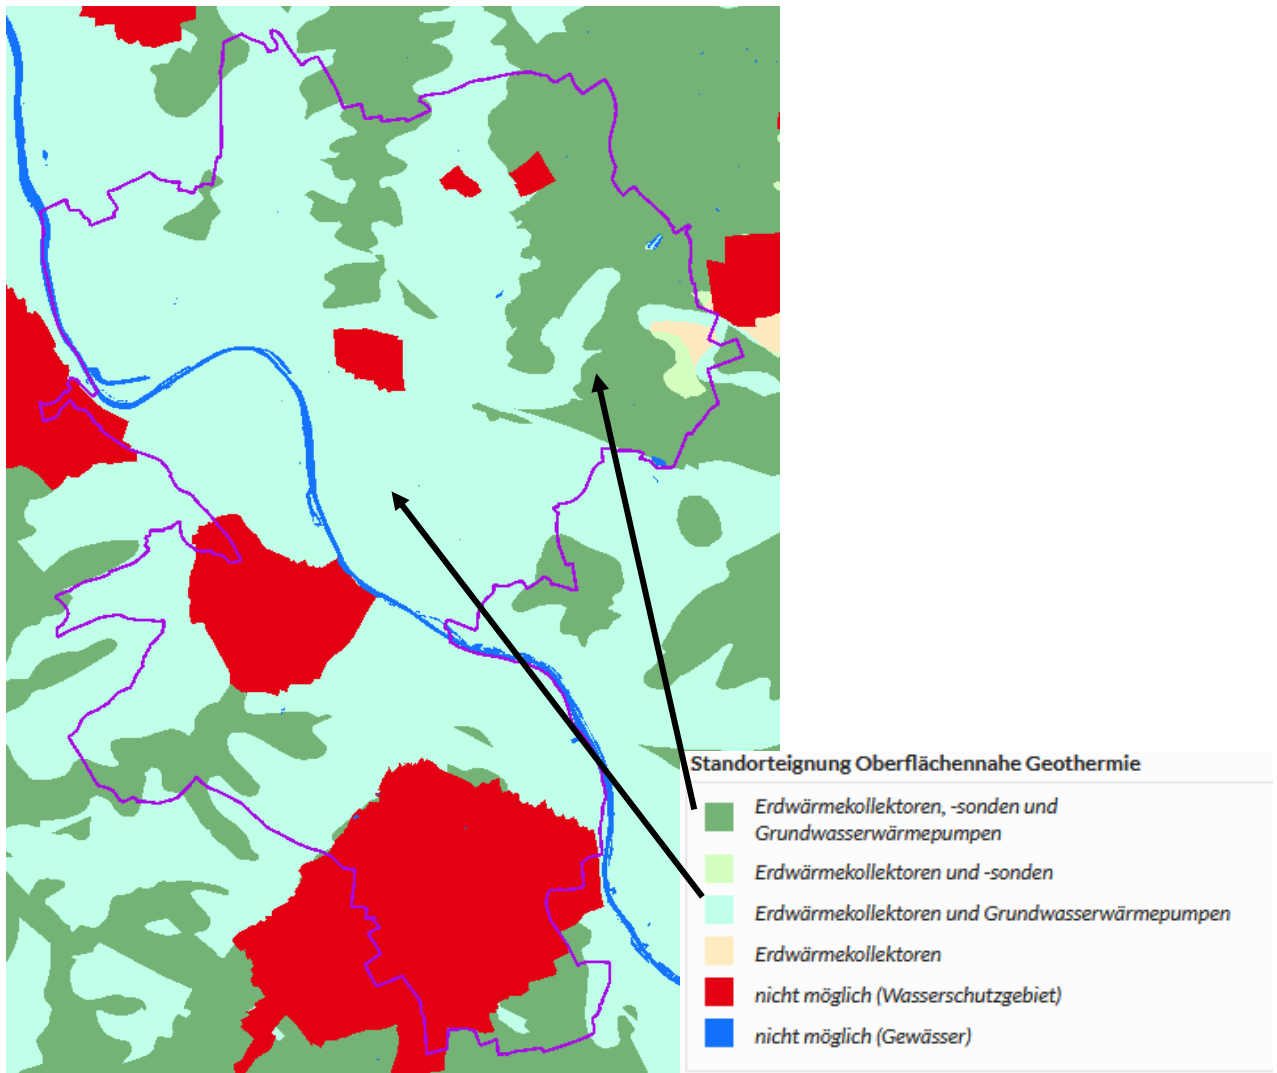 Standorteignung Oberflächennahe Geothermie
Erdwärmekollektoren, -sonden und
Grundwasserwärmepumpen
Erdwärmekollektoren und -sonden
Erdwärmekollektoren und Grundwasserwärmepumpen
Erdwärmekollektoren
nicht möglich (Wasserschutzgebiet)
nicht möglich (Gewässer)